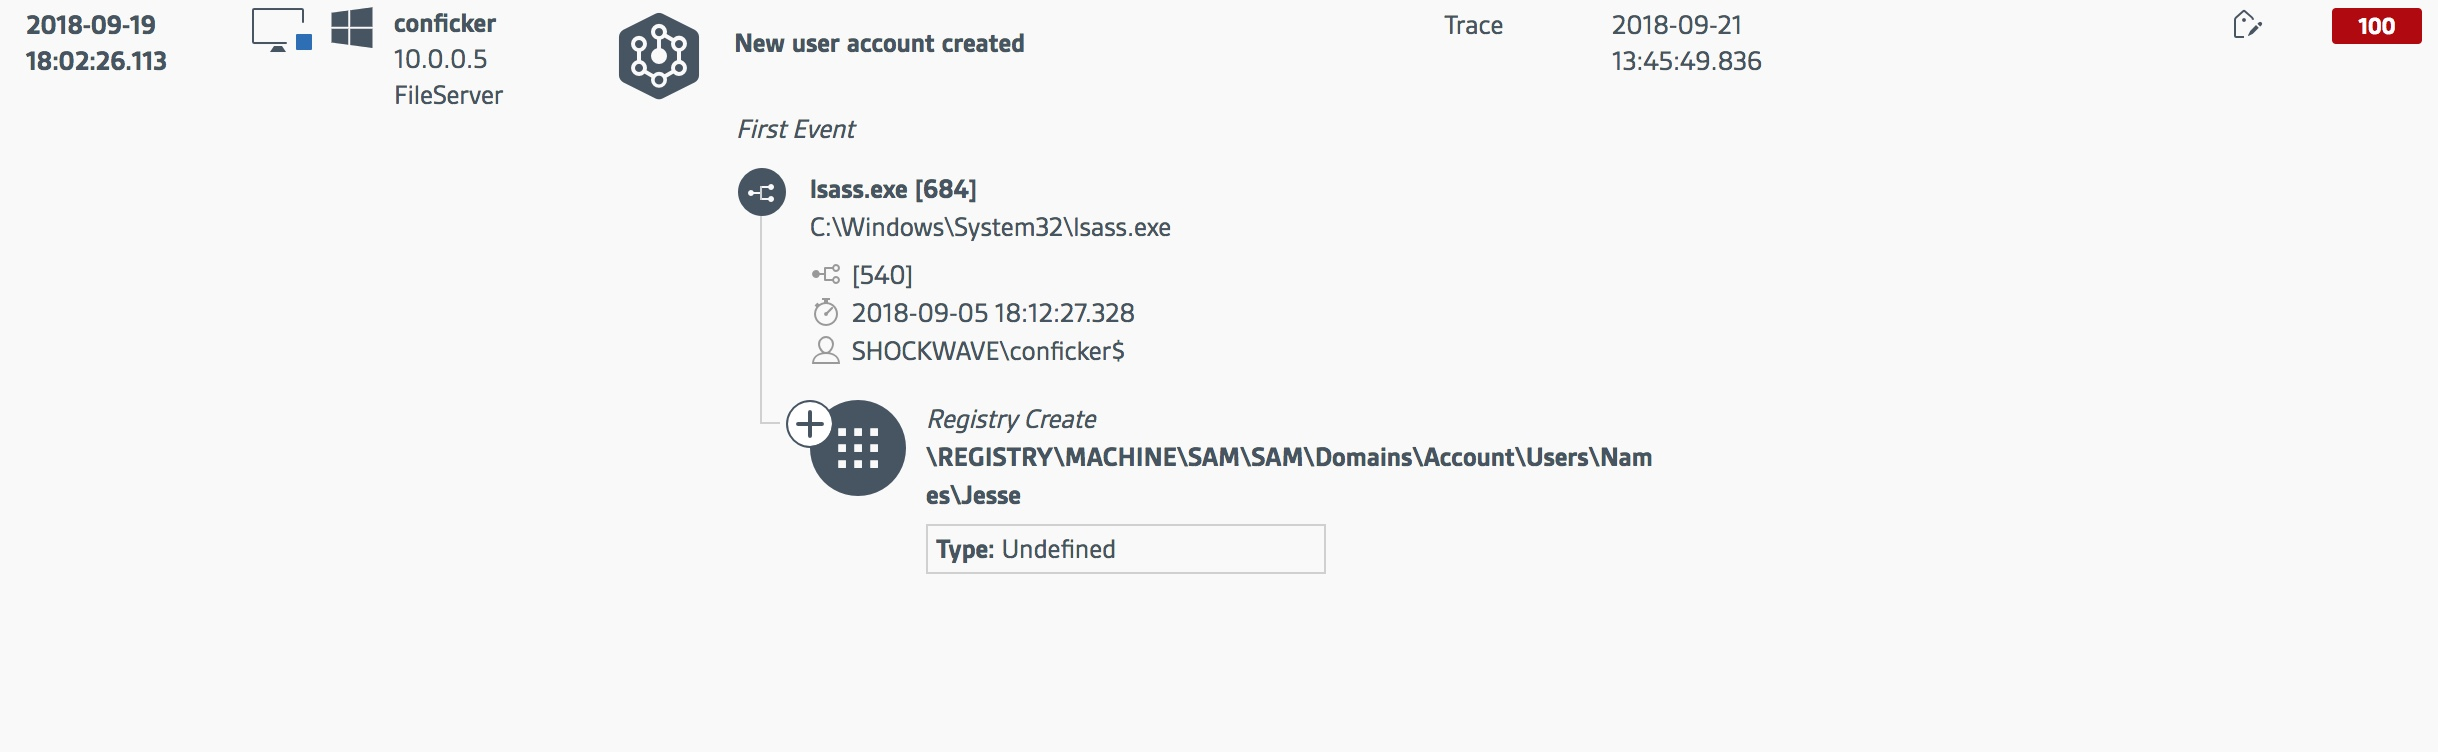 2018-09-19
18:02:26.113
conficker
10.0.0.5
FileServer
New user account created
Trace
2018-09-21
13:45:49.836
100
First Event
lsass.exe [684]
C:\Windows\System32\lsass.exe
[540]
2018-09-05 18:12:27.328
SHOCKWAVE\conficker$
Registry Create
\REGISTRY\MACHINE\SAM\SAM\Domains\Account\Users\Nam
es\Jesse
Type: Undefined